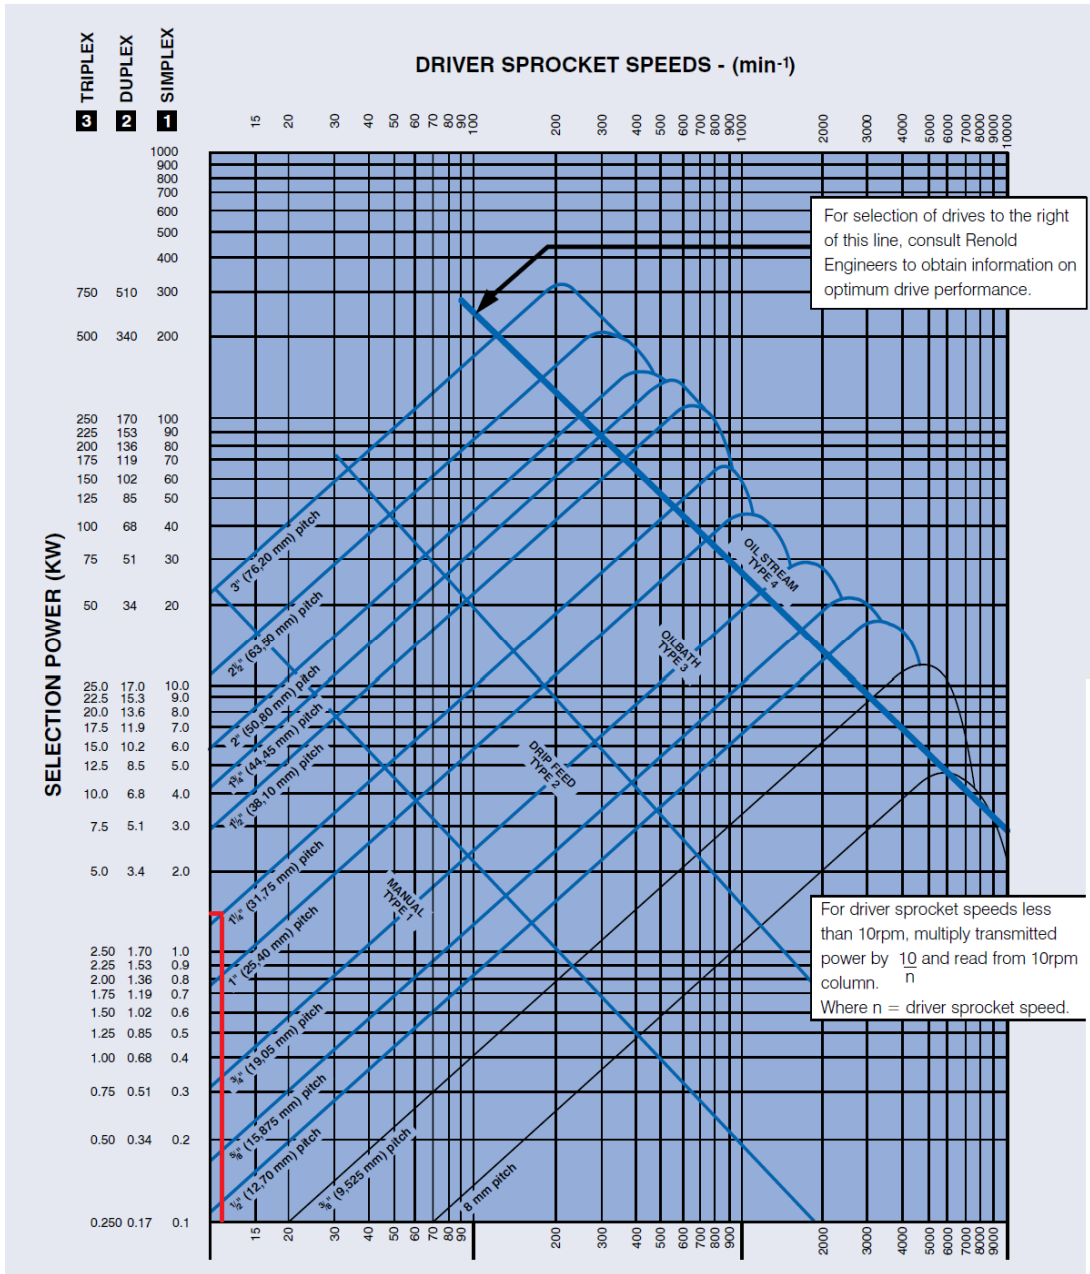 DRIVER SPROCKET SPEEDS - (min-1)
3 TRIPLEX
2 DUPLEX
1 SIMPLEX
15 20 30 40 50 60 70 80 90 100 200 300 400 500 600 700 800 900 1000 2000 3000 4000 5000 6000 7000 8000 9000 10000
SELECTION POWER (KW)
1000
900
800
700
600
500
400
750 510 300
500 340 200
250 170 100
225 153 90
200 136 80
175 119 70
150 102 60
125 85 50
100 68 40
75 51 30
50 34 20
25.0 17.0 10.0
22.5 15.3 9.0
20.0 13.6 8.0
17.5 11.9 7.0
15.0 10.2 6.0
12.5 8.5 5.0
10.0 6.8 4.0
7.5 5.1 3.0
5.0 3.4 2.0
2.50 1.70 1.0
2.25 1.53 0.9
2.00 1.36 0.8
1.75 1.19 0.7
1.50 1.02 0.6
1.25 0.85 0.5
1.00 0.68 0.4
0.75 0.51 0.3
0.50 0.34 0.2
0.250 0.17 0.1
For selection of drives to the right
of this line, consult Renold
Engineers to obtain information on
optimum drive performance.
3" (76,20 mm) pitch
2½" (63,50 mm) pitch
2" (50,80 mm) pitch
1¾" (44,45 mm) pitch
1½" (38,10 mm) pitch
1¼" (31,75 mm) pitch
1" (25,40 mm) pitch
¾" (19,05 mm) pitch
⅝" (15,875 mm) pitch
½" (12,70 mm) pitch
⅜" (9,525 mm) pitch
8 mm pitch
OIL STREAM
TYPE 4
OILBATH
TYPE 3
DRIP FEED
TYPE 2
MANUAL
TYPE 1
For driver sprocket speeds less
than 10rpm, multiply transmitted
power by 10/n and read from 10rpm
column.
Where n = driver sprocket speed.
15 20 30 40 50 60 70 80 90 100 200 300 400 500 600 700 800 900 1000 2000 3000 4000 5000 6000 7000 8000 9000 10000